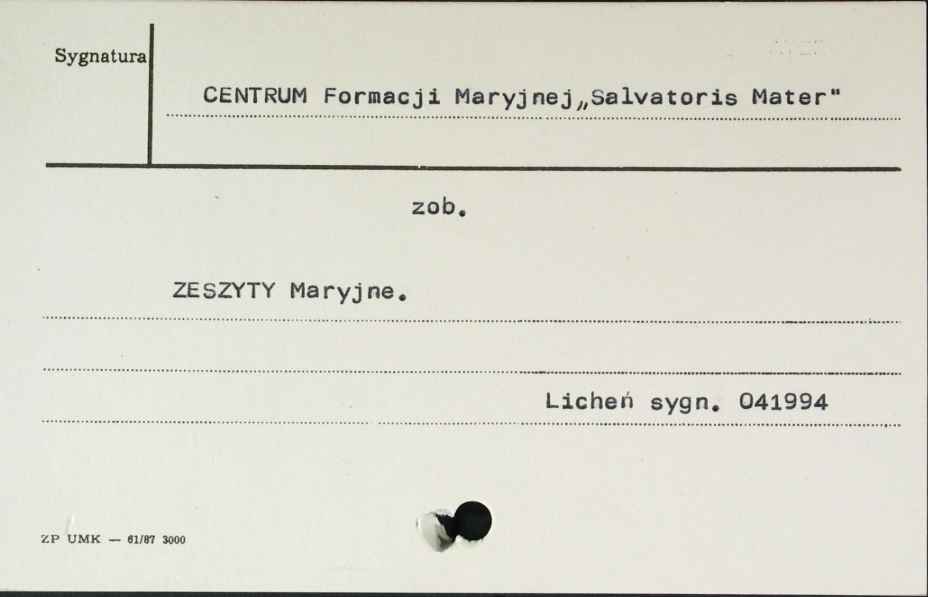 Sygnatura
CENTRUM Formacji Maryjnej „Salvatoris Mater"
zob.
ZESZYTY Maryjne.
Licheń sygn. 041994
ZP UMK — 61/87 3000